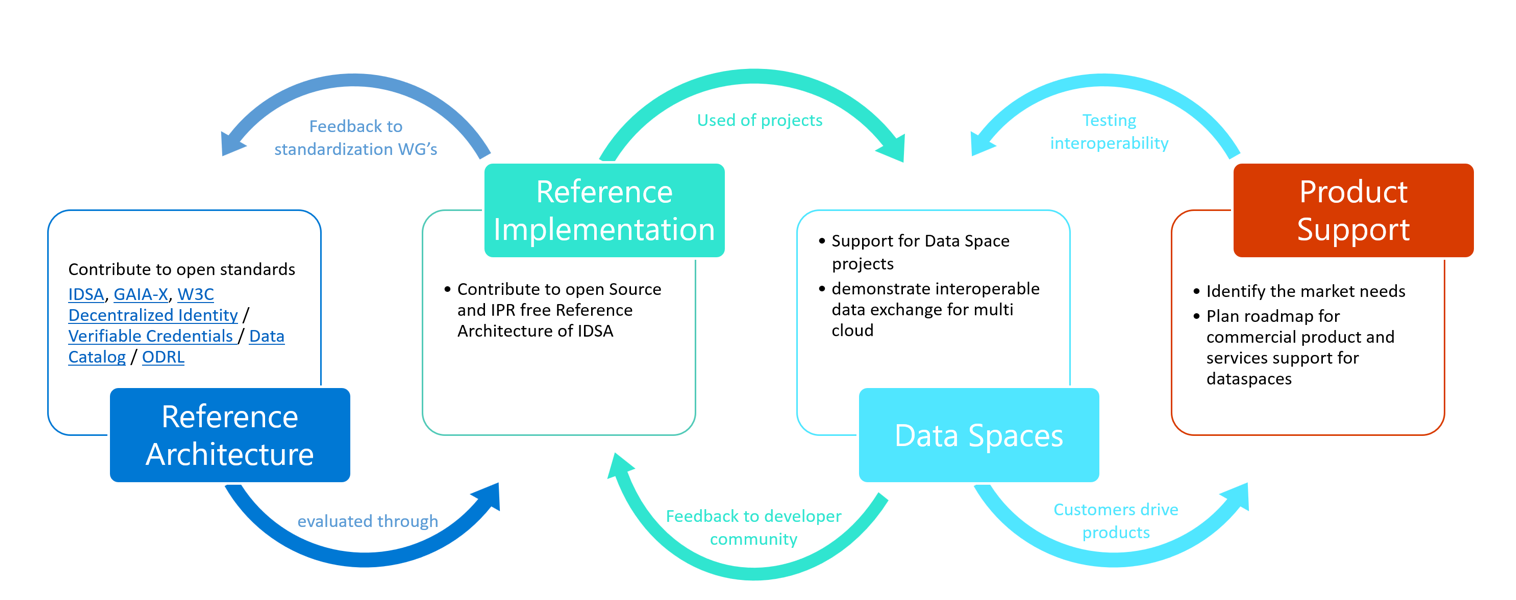 Feedback to
standardization WG's
Used of projects
Testing
interoperability
Reference
Implementation
Product
Support
Contribute to open standards
IDSA, GAIA-X, W3C
Decentralized Identity /
Verifiable Credentials / Data
Catalog / ODRL
Reference
Architecture
• Contribute to open Source
and IPR free Reference
Architecture of IDSA
• Support for Data Space
projects
• demonstrate interoperable
data exchange for multi
cloud
Data Spaces
• Identify the market needs
• Plan roadmap for
commercial product and
services support for
dataspaces
evaluated through
Feedback to developer
community
Customers drive
products